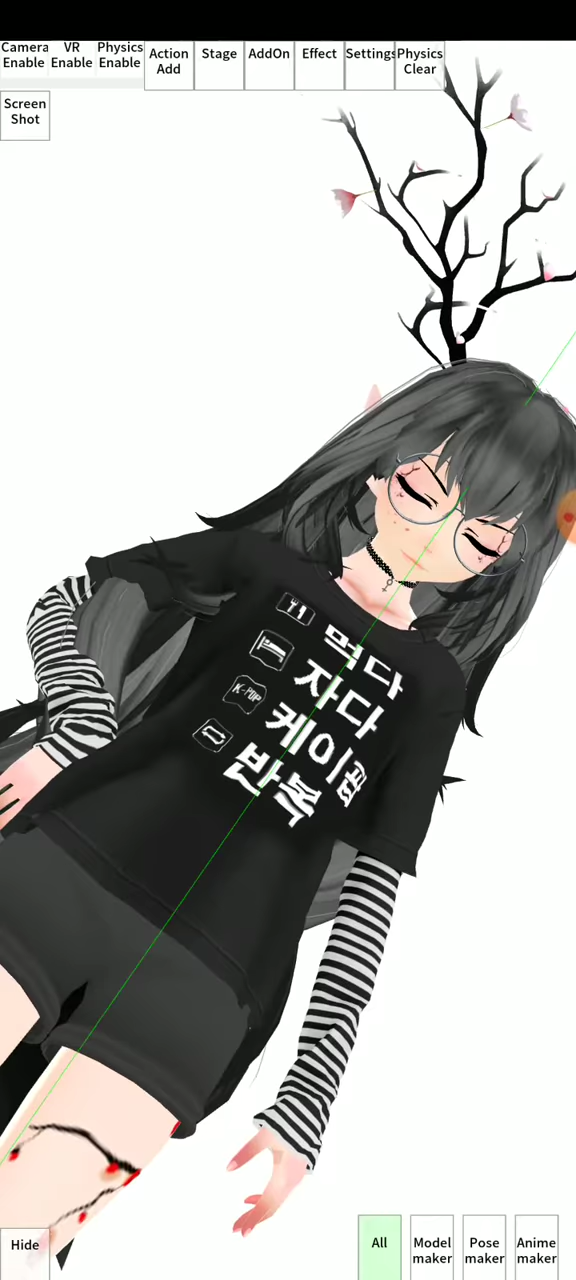 Camera Enable
VR Enable
Physics Enable
Action Add
Stage
AddOn
Effect
Settings
Physics Clear
Screen Shot
먹다
자다
K-POP
케이팝
반복
Hide
All
Model maker
Pose maker
Anime maker